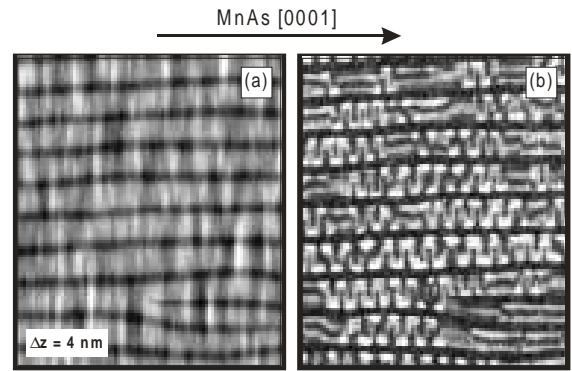 MnAs [0001]
(a)
(b)
Δz = 4 nm